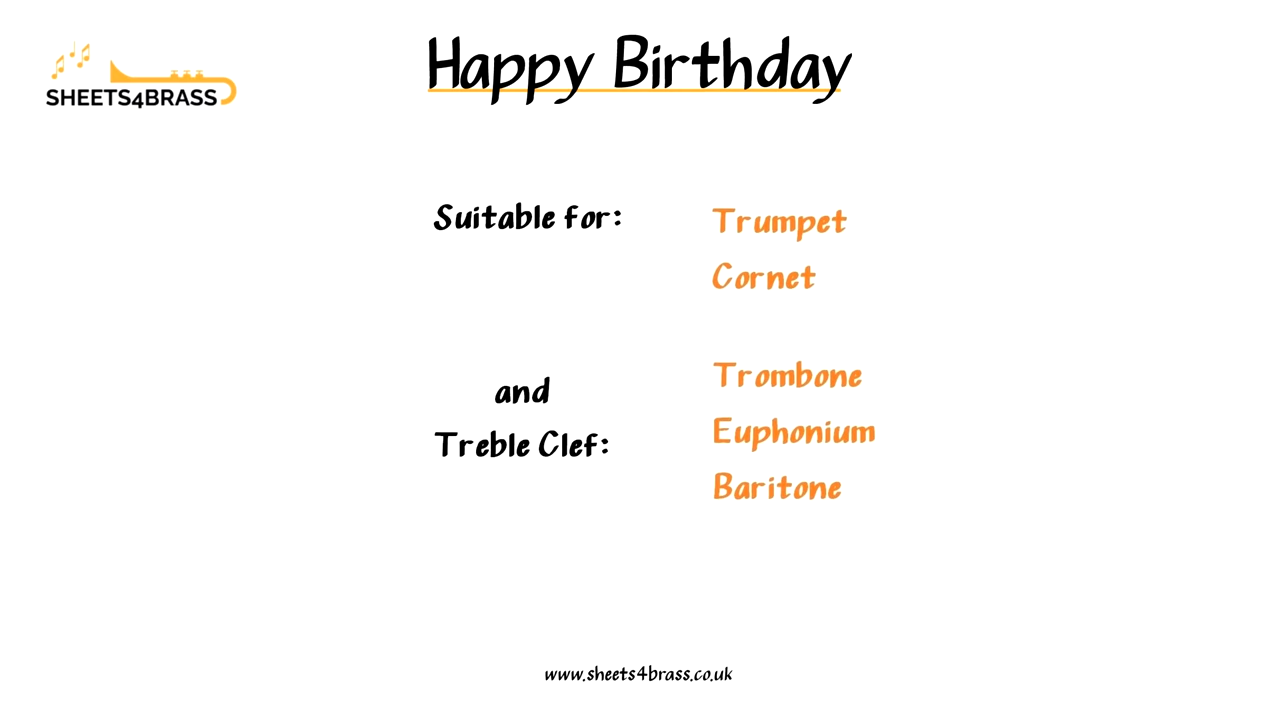 SHEETS4BRASS
Happy Birthday
Suitable for:
Trumpet
Cornet
and
Treble Clef:
Trombone
Euphonium
Baritone
www.sheets4brass.co.uk